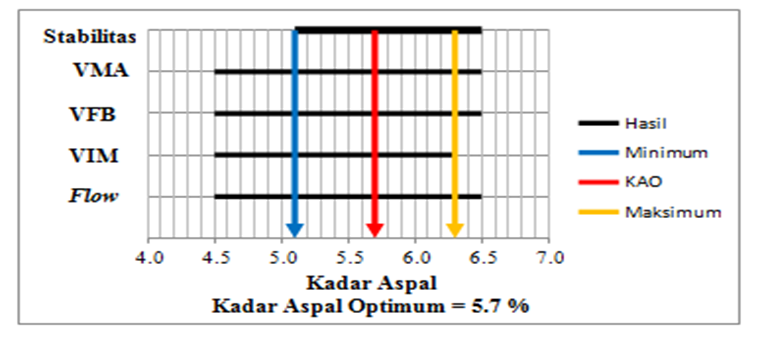 Stabilitas
VMA
VFB
VIM
Flow
Hasil
Minimum
KAO
Maksimum
4.0 4.5 5.0 5.5 6.0 6.5 7.0
Kadar Aspal
Kadar Aspal Optimum = 5.7 %